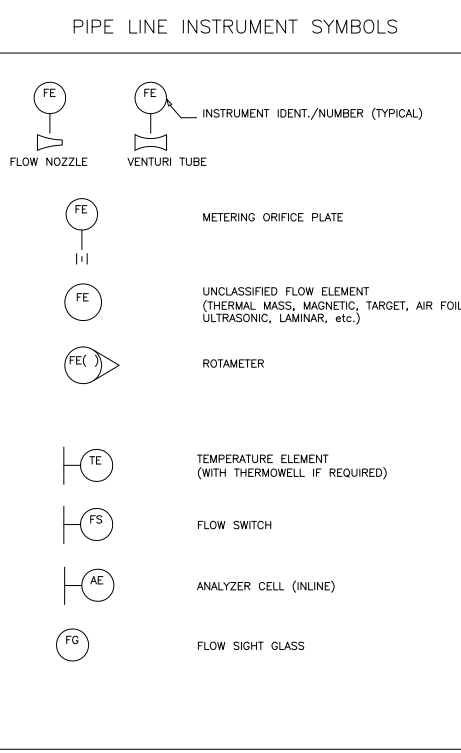 PIPE LINE INSTRUMENT SYMBOLS
FE
FE
INSTRUMENT IDENT./NUMBER (TYPICAL)
FLOW NOZZLE
VENTURI TUBE
FE
METERING ORIFICE PLATE
FE
UNCLASSIFIED FLOW ELEMENT
(THERMAL MASS, MAGNETIC, TARGET, AIR FOIL
ULTRASONIC, LAMINAR, etc.)
FE( )
ROTAMETER
TE
TEMPERATURE ELEMENT
(WITH THERMOWELL IF REQUIRED)
FS
FLOW SWITCH
AE
ANALYZER CELL (INLINE)
FG
FLOW SIGHT GLASS